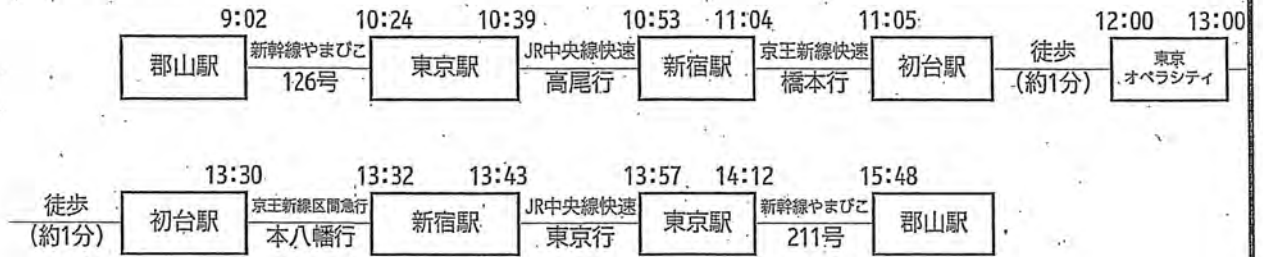 9:02 10:24 10:39 10:53 11:04 11:05 12:00 13:00
郡山駅 新幹線やまびこ 126号 東京駅 JR中央線快速 高尾行 新宿駅 京王新線快速 橋本行 初台駅 徒歩 (約1分) 東京 オペラシティ
13:30 13:32 13:43 13:57 14:12 15:48
徒歩 (約1分) 初台駅 京王新線区間急行 本八幡行 新宿駅 JR中央線快速 東京行 東京駅 新幹線やまびこ 211号 郡山駅